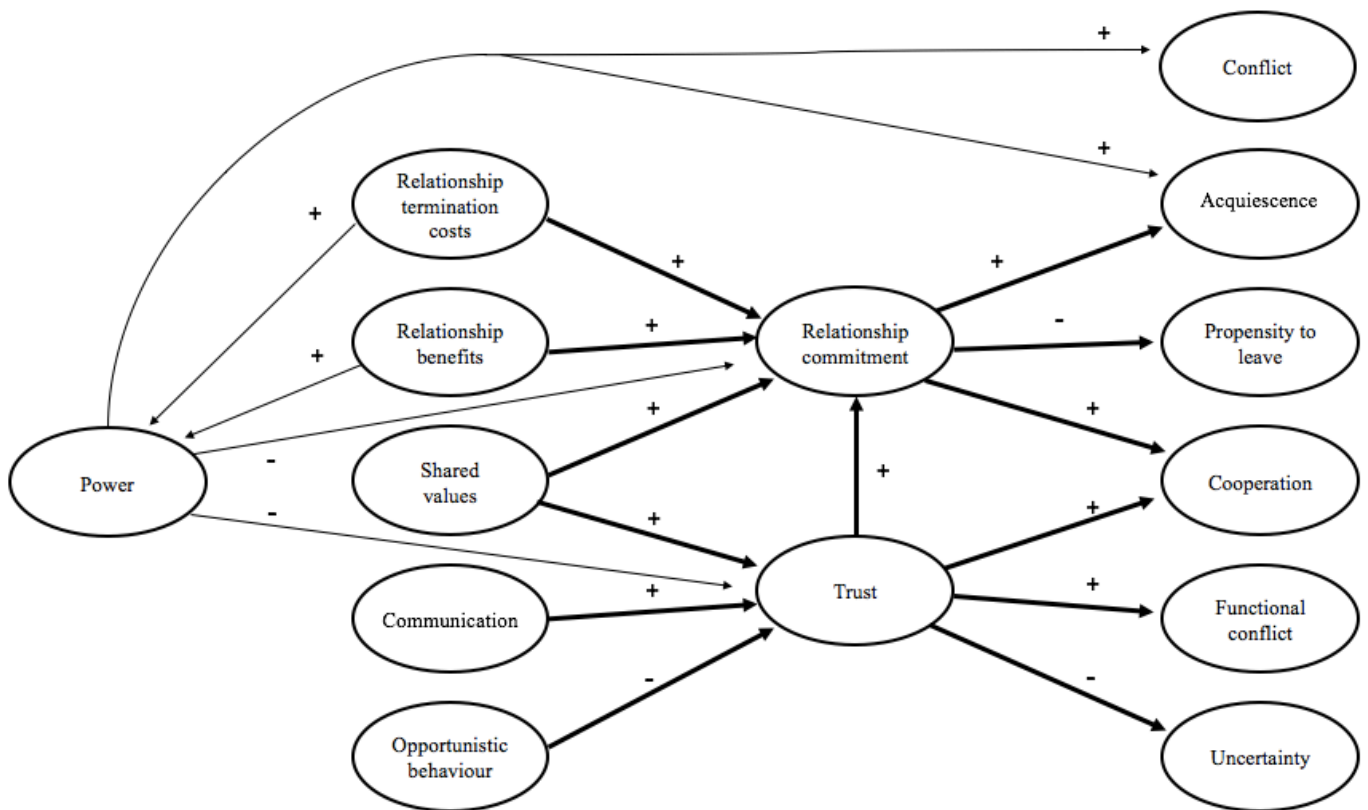 +
Conflict
+
Acquiescence
Relationship
termination
costs
+
+
+
Relationship
benefits
+
+
Relationship
commitment
-
Propensity to
leave
+
+
Power
-
-
Shared
values
+
+
Cooperation
+
Communication
+
Trust
+
Functional
conflict
Opportunistic
behaviour
-
-
Uncertainty